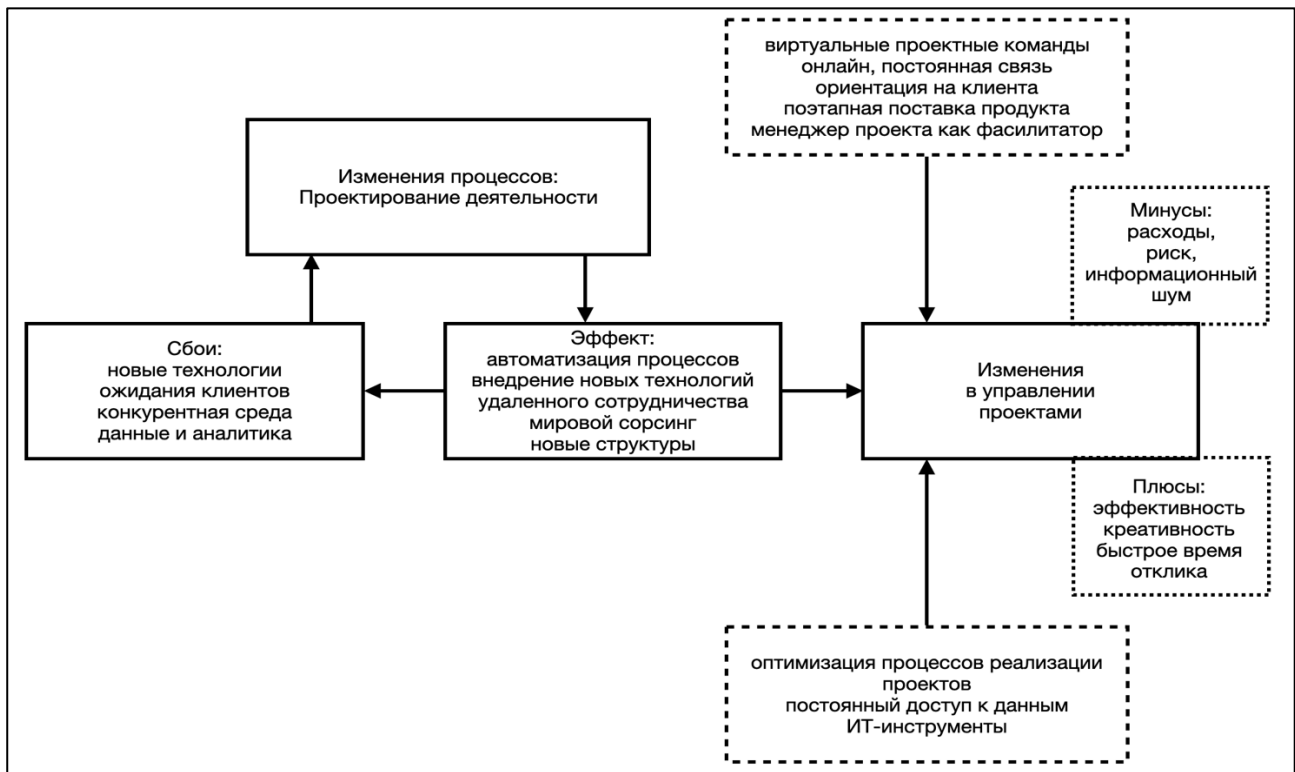 виртуальные проектные команды
онлайн, постоянная связь
ориентация на клиента
поэтапная поставка продукта
менеджер проекта как фасилитатор
Изменения процессов:
Проектирование деятельности
Минусы:
расходы,
риск,
информационный
шум
Сбои:
новые технологии
ожидания клиентов
конкурентная среда
данные и аналитика
Эффект:
автоматизация процессов
внедрение новых технологий
удаленного сотрудничества
мировой сорсинг
новые структуры
Изменения
в управлении
проектами
Плюсы:
эффективность
креативность
быстрое время
отклика
оптимизация процессов реализации
проектов
постоянный доступ к данным
ИТ-инструменты